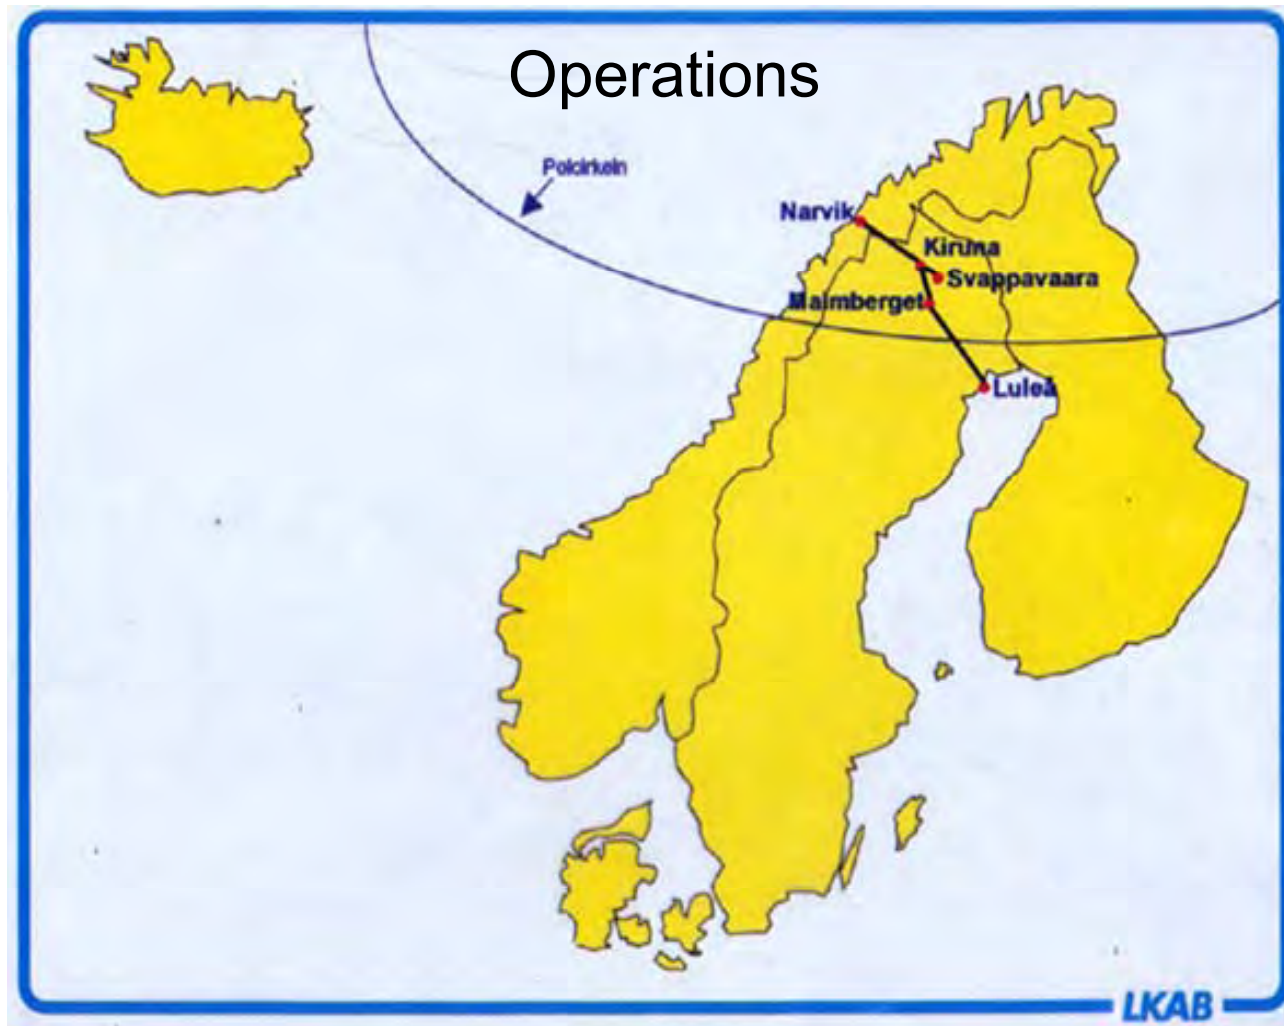 Operations
Polcirkeln
Narvik
Kiruna
Svappavaara
Malmberget
Luleå
LKAB